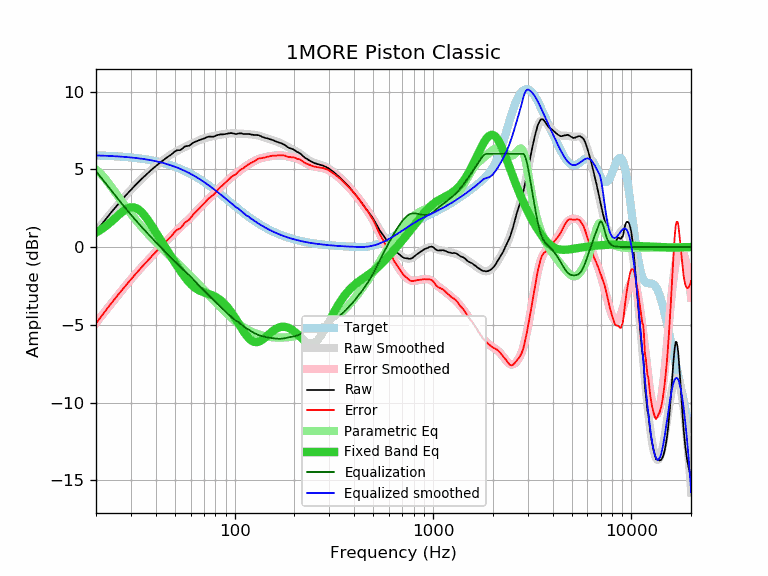 1MORE Piston Classic
10
5
0
−5
−10
−15
Amplitude (dBr)
Target
Raw Smoothed
Error Smoothed
Raw
Error
Parametric Eq
Fixed Band Eq
Equalization
Equalized smoothed
100
1000
10000
Frequency (Hz)